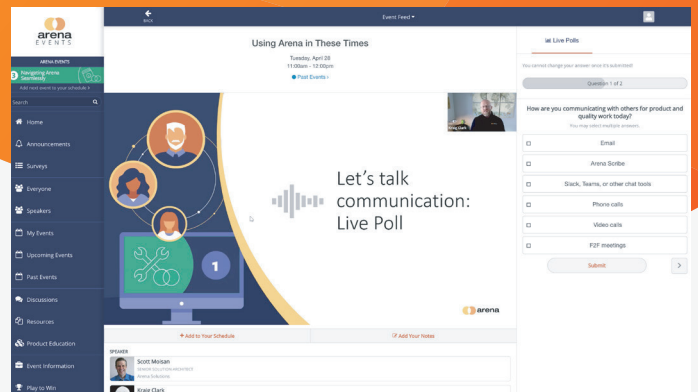 arena
EVENTS
ARENA EVENTS
Navigating Arena
Seamlessly
Add next event to your schedule
Search
Home
Announcements
Surveys
Everyone
Speakers
My Events
Upcoming Events
Past Events
Discussions
Resources
Product Education
Event Information
Play to Win
BACK
Event Feed
Using Arena in These Times
Tuesday, April 28
11:00am - 12:00pm
Past Events
Kraig Clark
Let's talk
communication:
Live Poll
1
arena
+ Add to Your Schedule
Add Your Notes
SPEAKER
Scott Moisan
SENIOR SOLUTION ARCHITECT
Arena Solutions
Kraig Clark
Live Polls
You cannot change your answer once it's submitted!
Question 1 of 2
How are you communicating with others for product and
quality work today?
You may select multiple answers.
Email
Arena Scribe
Slack, Teams, or other chat tools
Phone calls
Video calls
F2F meetings
Submit